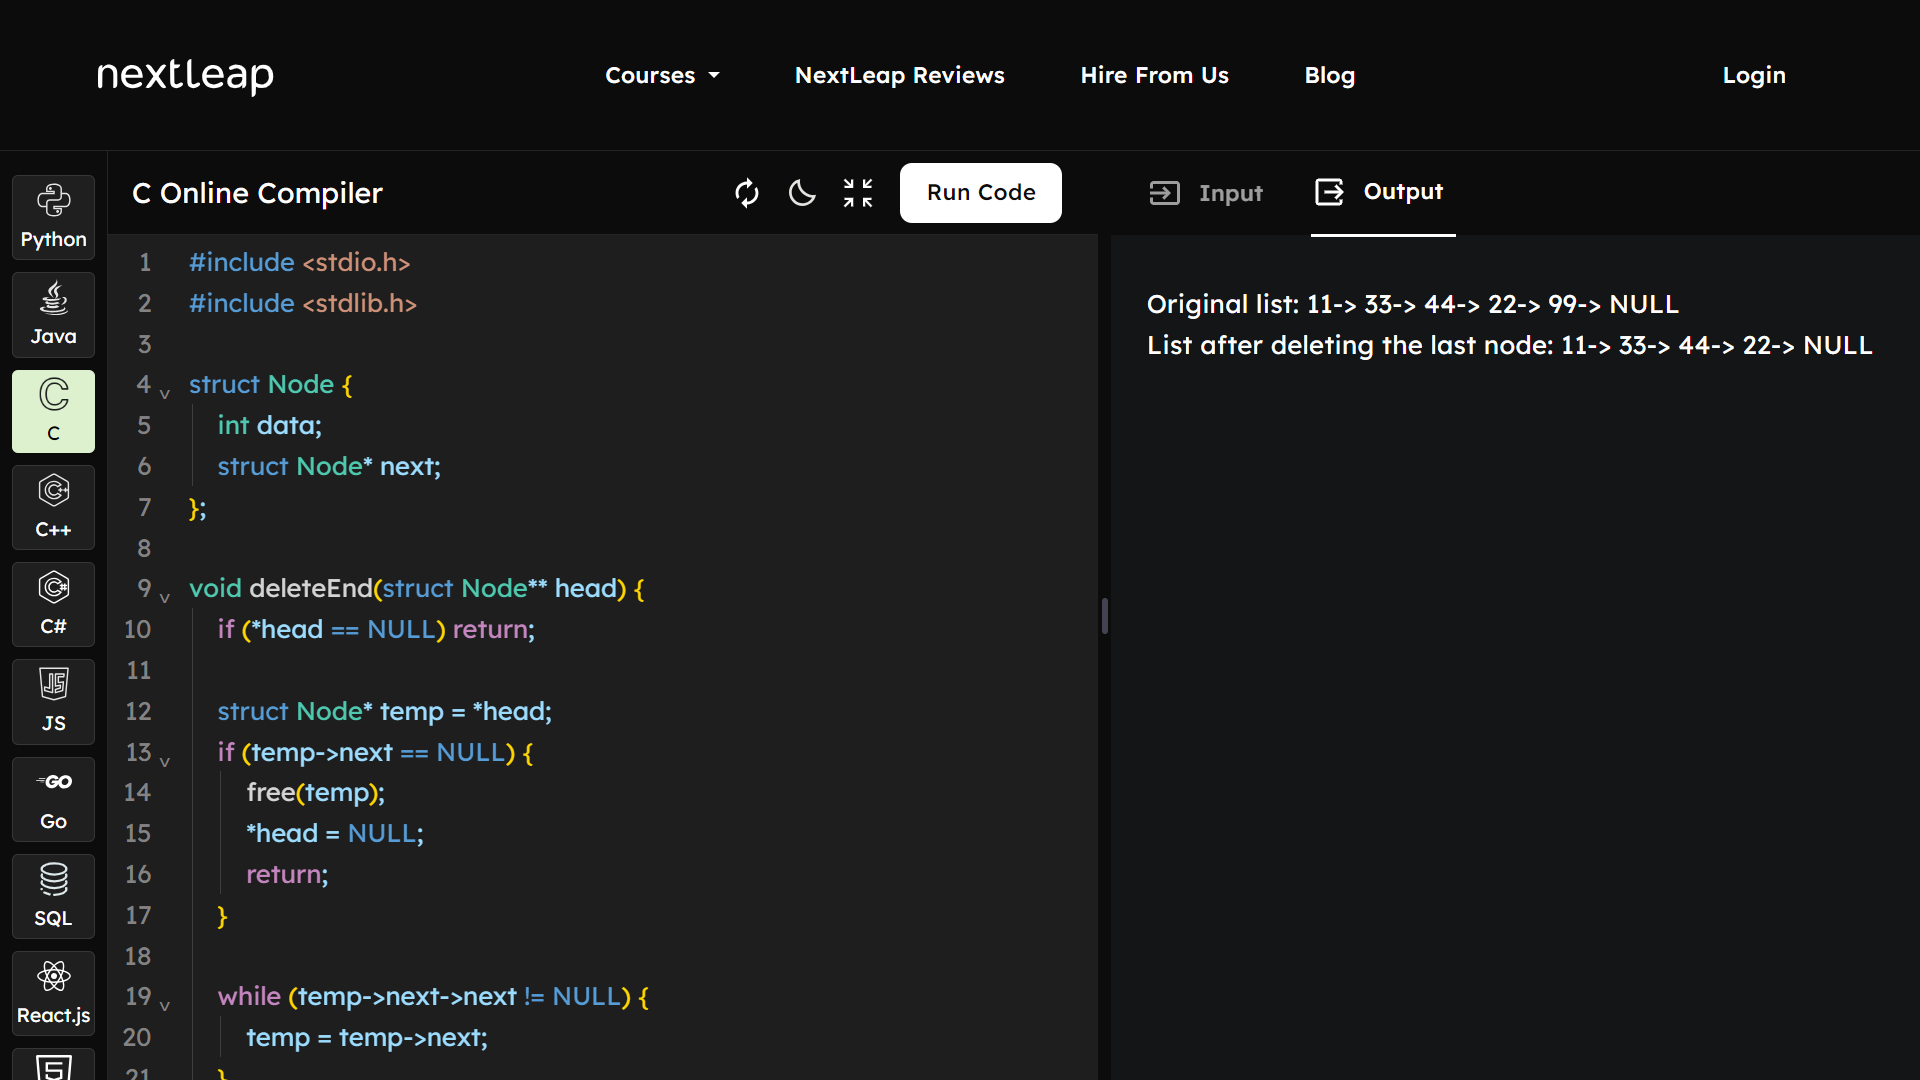 nextleap
Courses
NextLeap Reviews
Hire From Us
Blog
Login
Python
Java
C
C++
C#
JS
Go
SQL
React.js
C Online Compiler
Run Code
1 #include <stdio.h>
2 #include <stdlib.h>
3
4 struct Node {
5 int data;
6 struct Node* next;
7 };
8
9 void deleteEnd(struct Node** head) {
10 if (*head == NULL) return;
11
12 struct Node* temp = *head;
13 if (temp->next == NULL) {
14 free(temp);
15 *head = NULL;
16 return;
17 }
18
19 while (temp->next->next != NULL) {
20 temp = temp->next;
21 }
Input
Output
Original list: 11-> 33-> 44-> 22-> 99-> NULL
List after deleting the last node: 11-> 33-> 44-> 22-> NULL